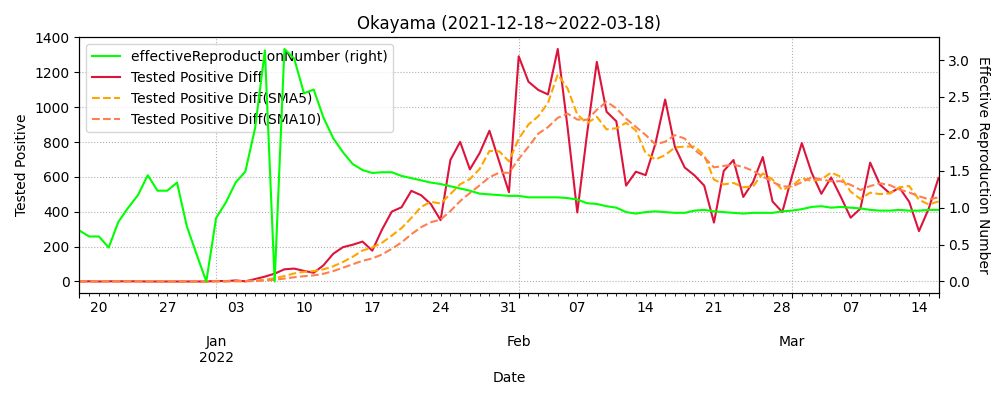 Okayama (2021-12-18~2022-03-18)
effectiveReproductionNumber (right)
Tested Positive Diff
Tested Positive Diff(SMA5)
Tested Positive Diff(SMA10)
Tested Positive
1400
1200
1000
800
600
400
200
0
3.0
2.5
2.0
1.5
1.0
0.5
0.0
Effective Reproduction Number
20 27 03 10 17 24 31 07 14 21 28 07 14
Jan Feb Mar
2022
Date